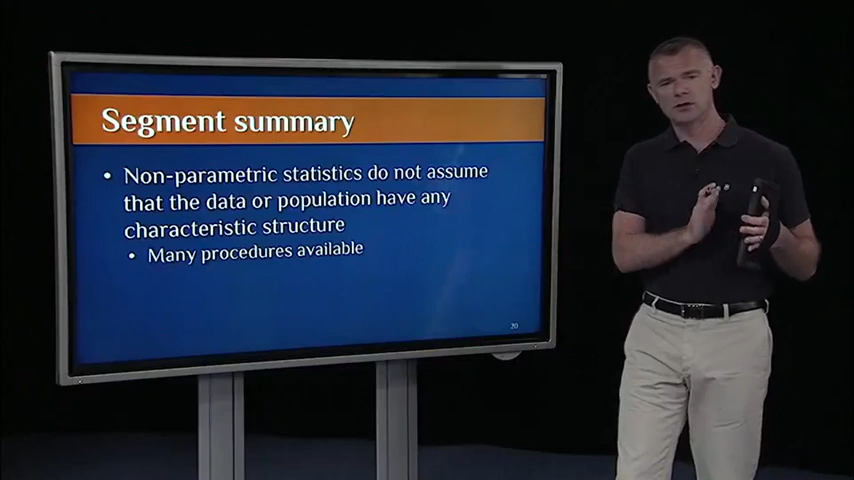 Segment summary
• Non-parametric statistics do not assume
that the data or population have any
characteristic structure
• Many procedures available
20